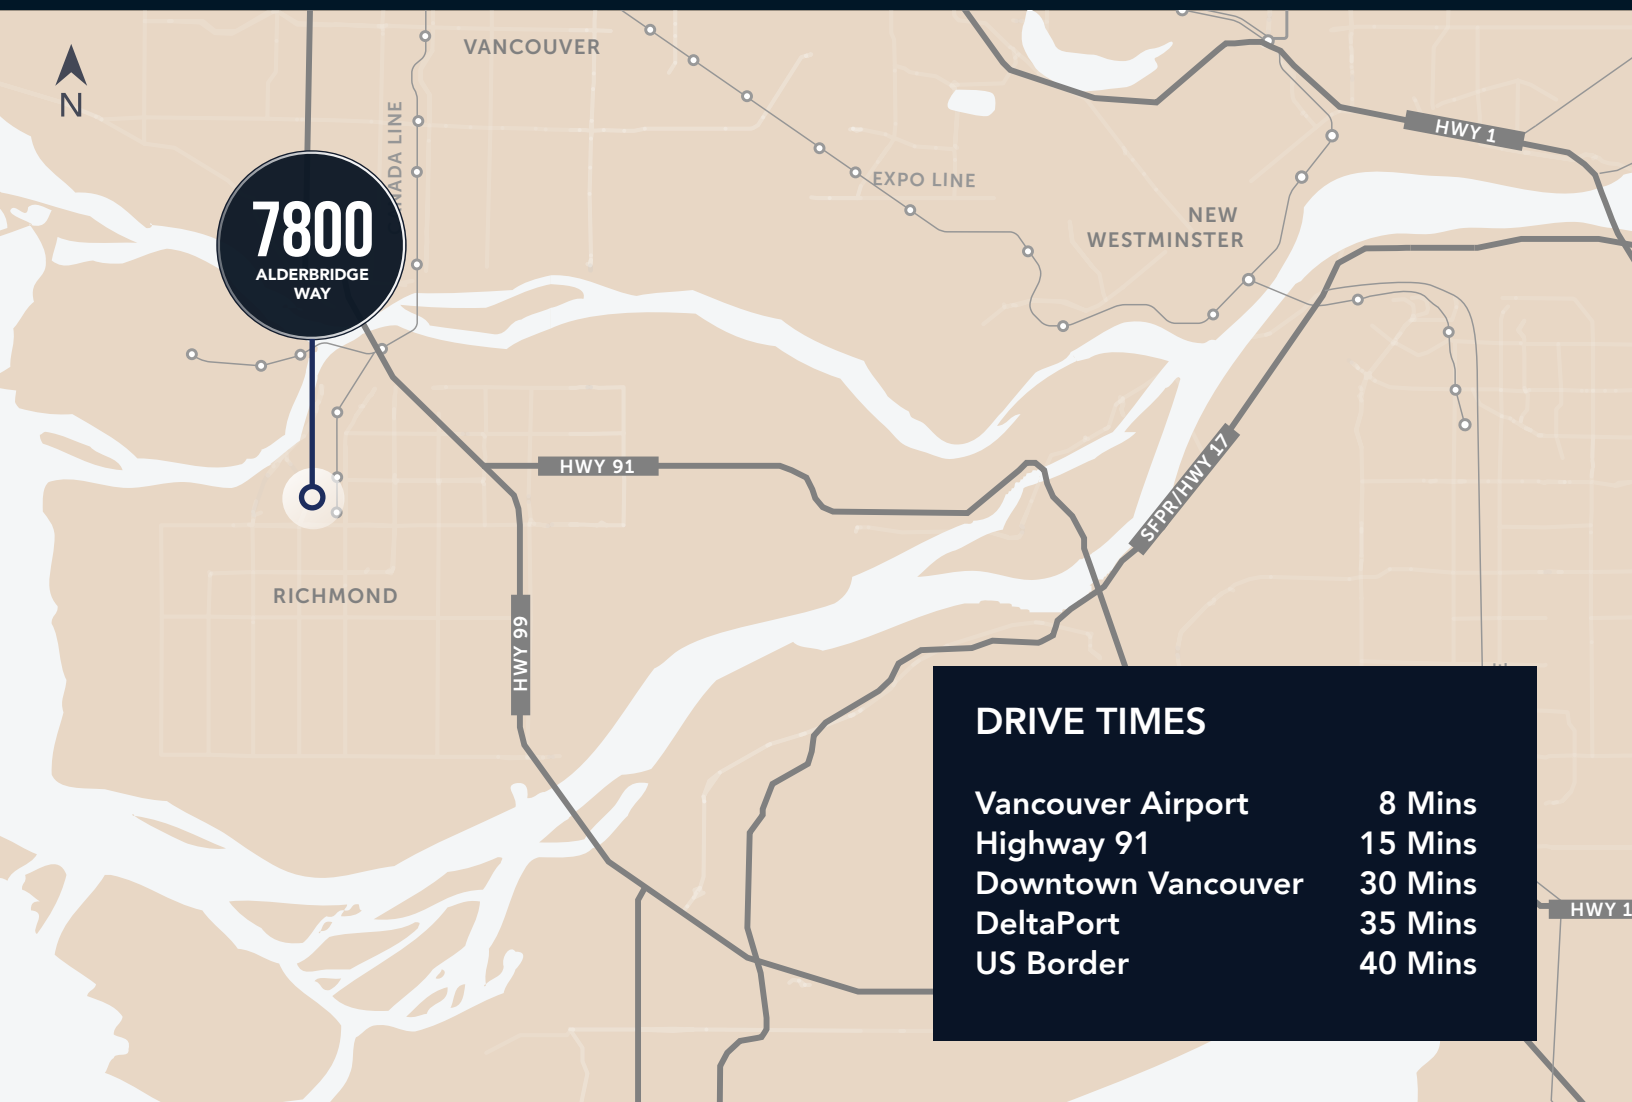 VANCOUVER
N
NADA LINE
HWY 1
EXPO LINE
7800
ALDERBRIDGE
WAY
NEW
WESTMINSTER
HWY 91
SFPR/HWY 17
RICHMOND
HWY 99
DRIVE TIMES
Vancouver Airport 8 Mins
Highway 91 15 Mins
Downtown Vancouver 30 Mins
DeltaPort 35 Mins
US Border 40 Mins
HWY 1